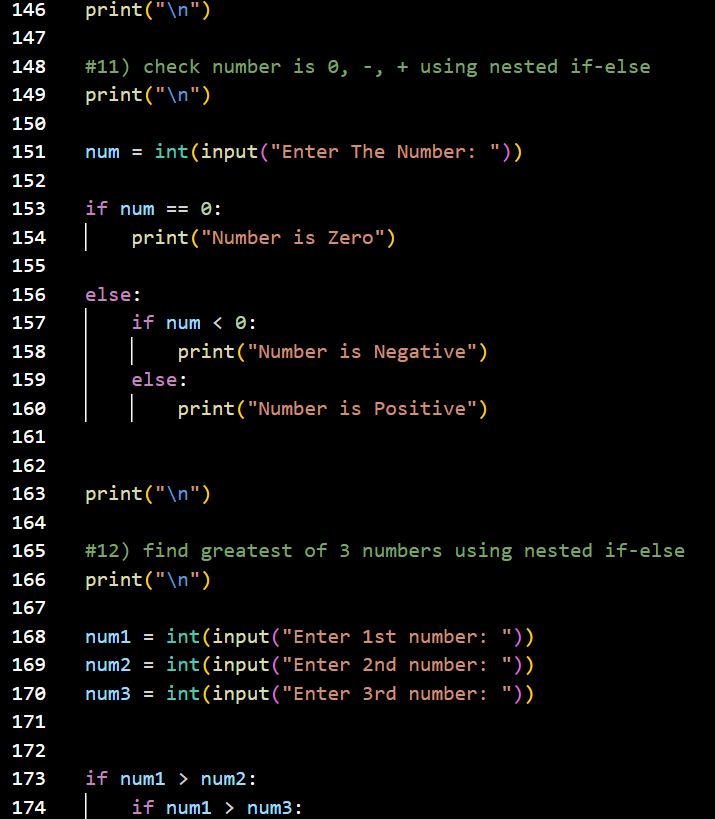 146 print("\n")
147
148 #11) check number is 0, -, + using nested if-else
149 print("\n")
150
151 num = int(input("Enter The Number: "))
152
153 if num == 0:
154     print("Number is Zero")
155
156 else:
157     if num < 0:
158         print("Number is Negative")
159     else:
160         print("Number is Positive")
161
162
163 print("\n")
164
165 #12) find greatest of 3 numbers using nested if-else
166 print("\n")
167
168 num1 = int(input("Enter 1st number: "))
169 num2 = int(input("Enter 2nd number: "))
170 num3 = int(input("Enter 3rd number: "))
171
172
173 if num1 > num2:
174     if num1 > num3: